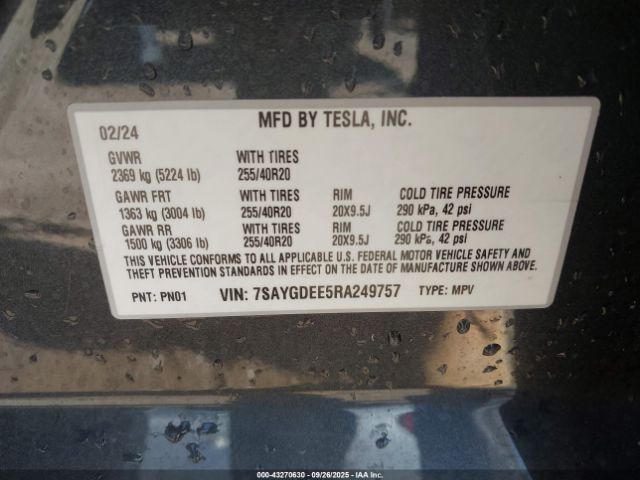 02/24 MFD BY TESLA, INC.
GVWR WITH TIRES
2369 kg (5224 lb) 255/40R20
GAWR FRT WITH TIRES RIM COLD TIRE PRESSURE
1363 kg (3004 lb) 255/40R20 20X9.5J 290 kPa, 42 psi
GAWR RR WITH TIRES RIM COLD TIRE PRESSURE
1500 kg (3306 lb) 255/40R20 20X9.5J 290 kPa, 42 psi
THIS VEHICLE CONFORMS TO ALL APPLICABLE U.S. FEDERAL MOTOR VEHICLE SAFETY AND
THEFT PREVENTION STANDARDS IN EFFECT ON THE DATE OF MANUFACTURE SHOWN ABOVE.
PNT: PN01 VIN: 7SAYGDEE5RA249757 TYPE: MPV
000-43270630 - 09/26/2025 - IAA Inc.